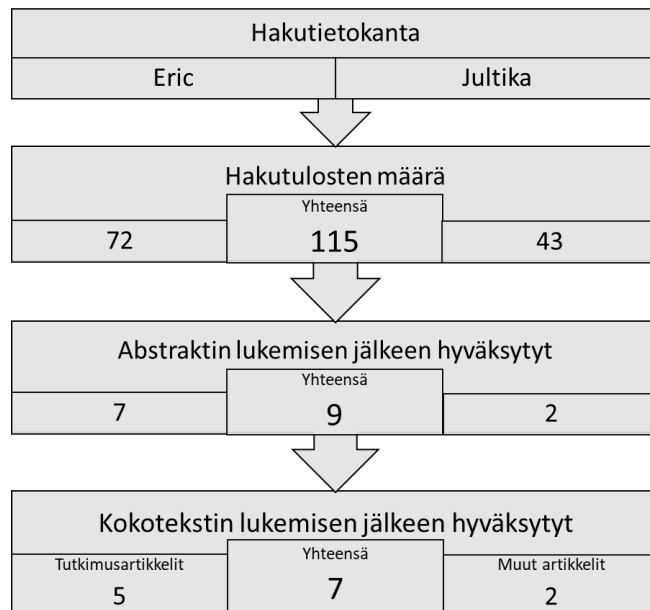 Hakutietokanta
Eric Jultika
Hakutulosten määrä
Yhteensä
72 115 43
Abstraktin lukemisen jälkeen hyväksytyt
Yhteensä
7 9 2
Kokotekstin lukemisen jälkeen hyväksytyt
Tutkimusartikkelit Yhteensä Muut artikkelit
5 7 2